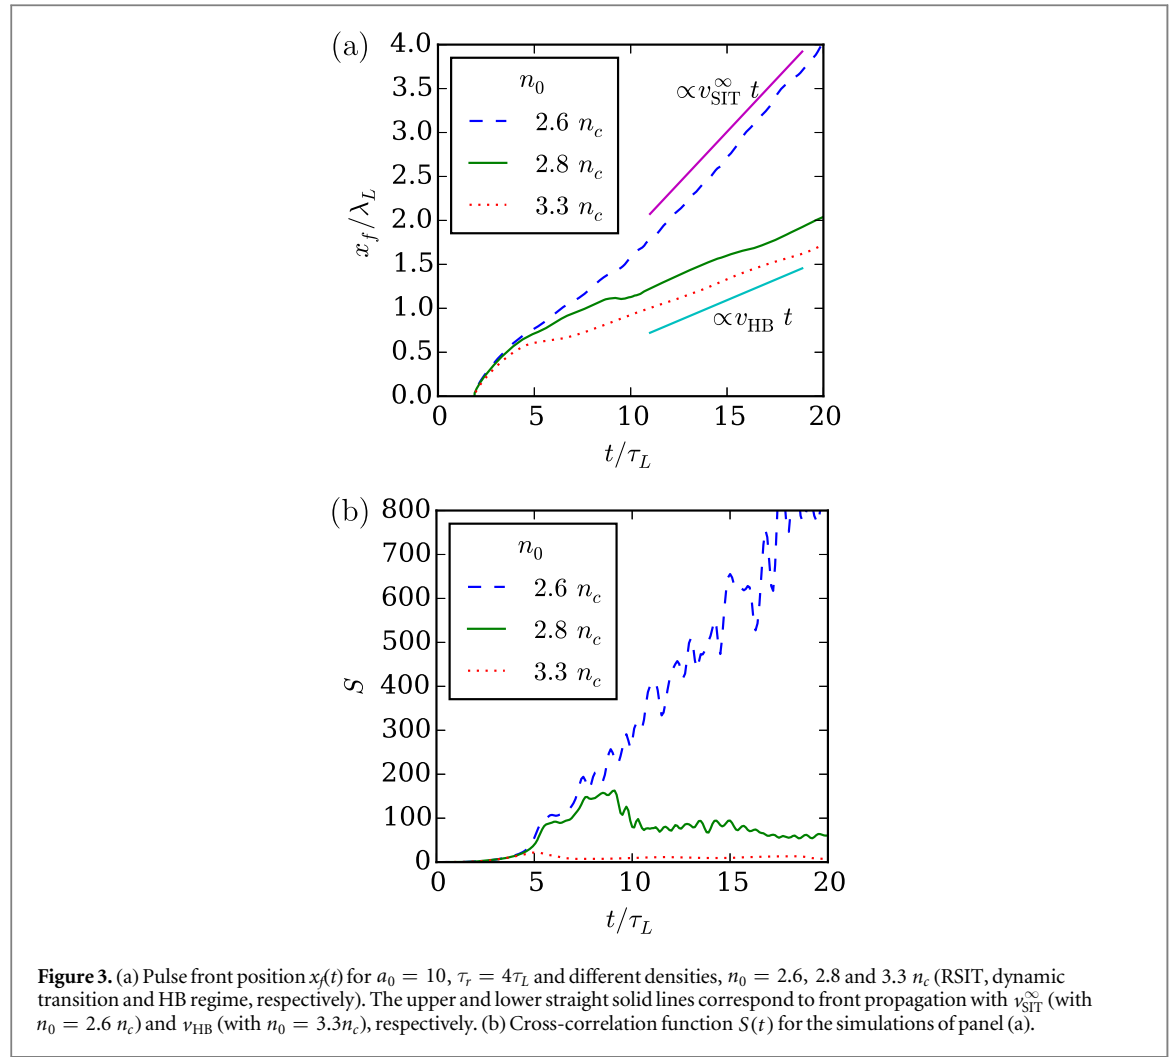 (a)
4.0
3.5
3.0
2.5
2.0
1.5
1.0
0.5
0.0
x_f/λ_L
n_0
2.6 n_c
2.8 n_c
3.3 n_c
∝v_SIT^∞ t
∝v_HB t
0 5 10 15 20
t/τ_L
(b)
800
700
600
500
400
300
200
100
0
S
n_0
2.6 n_c
2.8 n_c
3.3 n_c
0 5 10 15 20
t/τ_L
Figure 3. (a) Pulse front position x_f(t) for a_0 = 10, τ_r = 4τ_L and different densities, n_0 = 2.6, 2.8 and 3.3 n_c (RSIT, dynamic
transition and HB regime, respectively). The upper and lower straight solid lines correspond to front propagation with v_SIT^∞ (with
n_0 = 2.6 n_c) and v_HB (with n_0 = 3.3n_c), respectively. (b) Cross-correlation function S(t) for the simulations of panel (a).